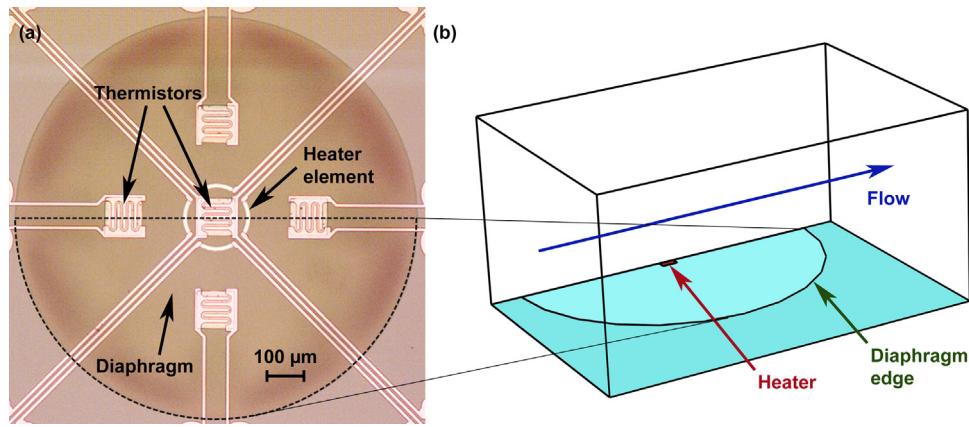 (a)
Thermistors
Heater
element
Diaphragm
100 µm
(b)
Flow
Heater
Diaphragm
edge